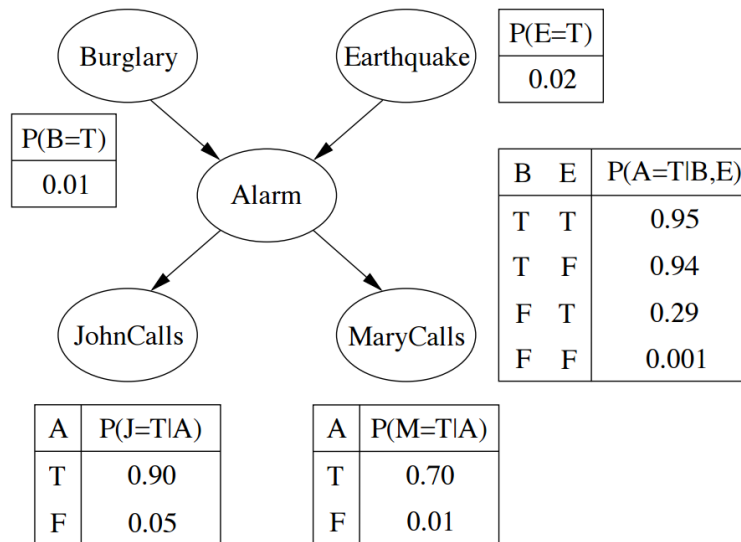 Burglary
Earthquake
P(E=T)
0.02
P(B=T)
0.01
Alarm
B E P(A=T|B,E)
T T 0.95
T F 0.94
F T 0.29
F F 0.001
JohnCalls
MaryCalls
A P(J=T|A)
T 0.90
F 0.05
A P(M=T|A)
T 0.70
F 0.01